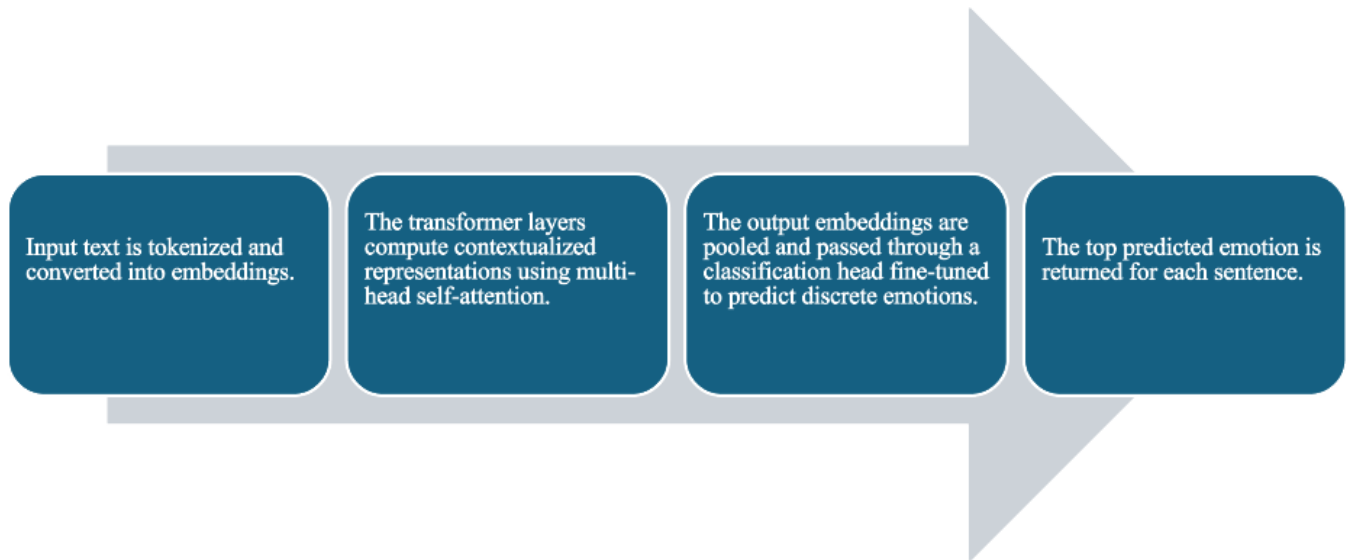 Input text is tokenized and
converted into embeddings.
The transformer layers
compute contextualized
representations using multi-
head self-attention.
The output embeddings are
pooled and passed through a
classification head fine-tuned
to predict discrete emotions.
The top predicted emotion is
returned for each sentence.